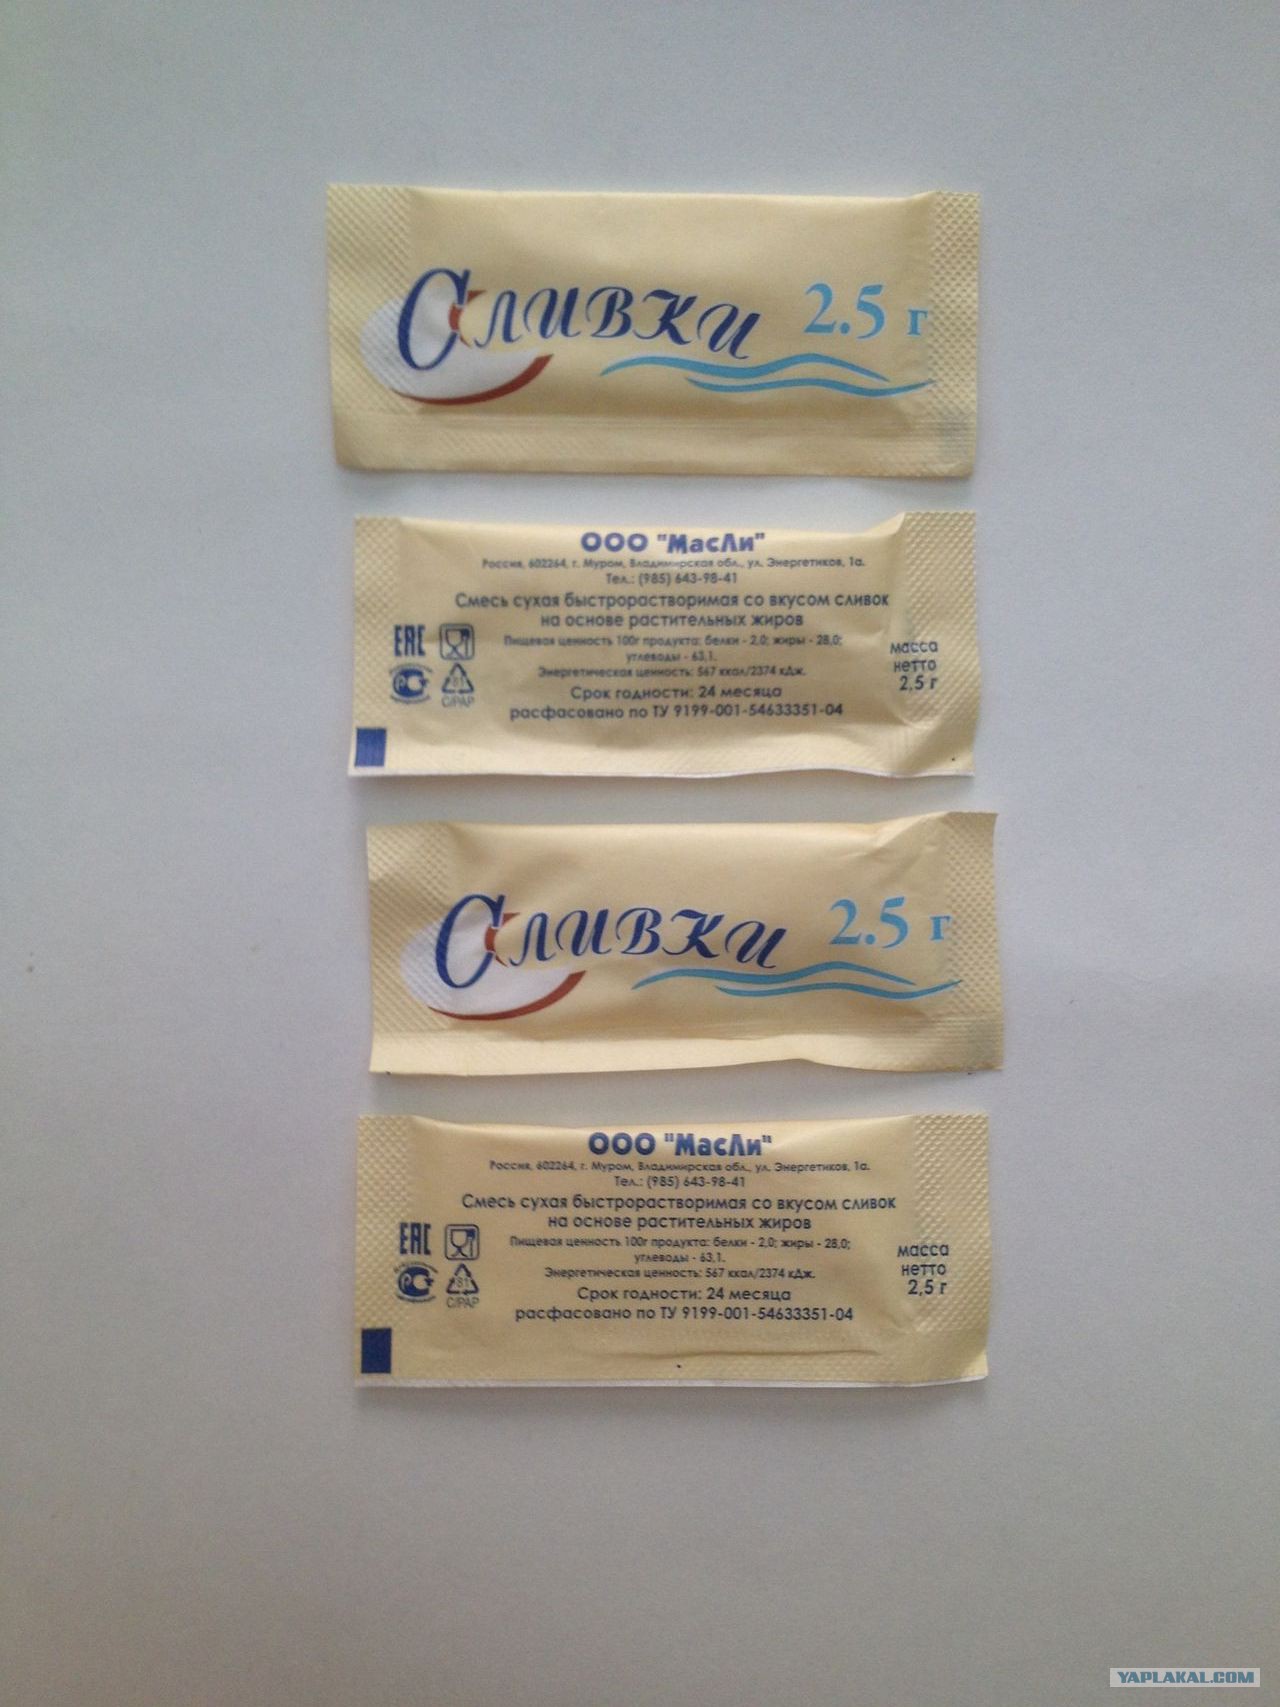 Сливки 2.5 г
ООО "МасЛи"
Россия, 602264, г. Муром, Владимирская обл., ул. Энергетиков, 1а.
Тел.: (985) 643-98-41
Смесь сухая быстрорастворимая со вкусом сливок
на основе растительных жиров
Пищевая ценность 100г продукта: белки - 2,0; жиры - 28,0;
углеводы - 63,1.
Энергетическая ценность: 567 ккал/2374 кДж.
Срок годности: 24 месяца
расфасовано по ТУ 9199-001-54633351-04
EAC
РС
81
C/PAP
масса
нетто
2,5 г
Сливки 2.5 г
ООО "МасЛи"
Россия, 602264, г. Муром, Владимирская обл., ул. Энергетиков, 1а.
Тел.: (985) 643-98-41
Смесь сухая быстрорастворимая со вкусом сливок
на основе растительных жиров
Пищевая ценность 100г продукта: белки - 2,0; жиры - 28,0;
углеводы - 63,1.
Энергетическая ценность: 567 ккал/2374 кДж.
Срок годности: 24 месяца
расфасовано по ТУ 9199-001-54633351-04
EAC
РС
81
C/PAP
масса
нетто
2,5 г
YAPLAKAL.COM